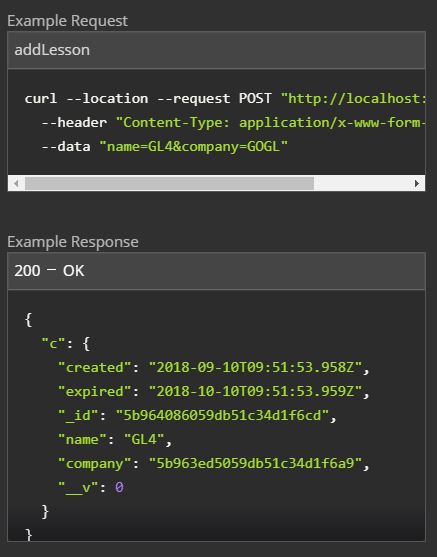 Example Request
addLesson
curl --location --request POST "http://localhost:
--header "Content-Type: application/x-www-form-
--data "name=GL4&company=GOGL"
Example Response
200 – OK
{
"c": {
"created": "2018-09-10T09:51:53.958Z",
"expired": "2018-10-10T09:51:53.959Z",
"_id": "5b964086059db51c34d1f6cd",
"name": "GL4",
"company": "5b963ed5059db51c34d1f6a9",
"__v": 0
}
}